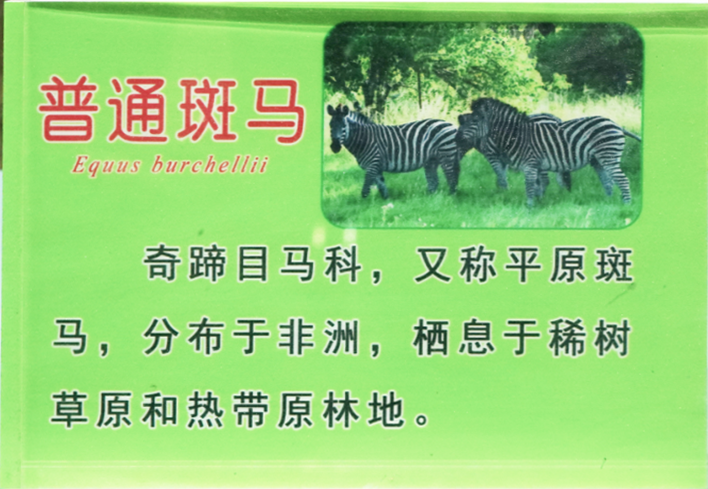 普通斑马
Equus burchellii
奇蹄目马科，又称平原斑
马，分布于非洲，栖息于稀树
草原和热带原林地。